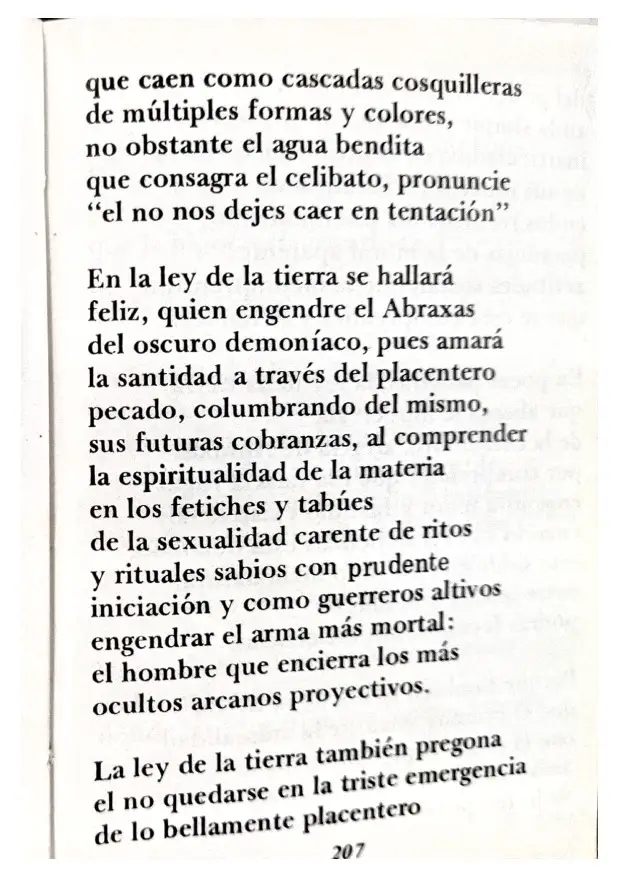 que caen como cascadas cosquilleras
de múltiples formas y colores,
no obstante el agua bendita
que consagra el celibato, pronuncie
“el no nos dejes caer en tentación”
En la ley de la tierra se hallará
feliz, quien engendre el Abraxas
del oscuro demoníaco, pues amará
la santidad a través del placentero
pecado, columbrando del mismo,
sus futuras cobranzas, al comprender
la espiritualidad de la materia
en los fetiches y tabúes
de la sexualidad carente de ritos
y rituales sabios con prudente
iniciación y como guerreros altivos
engendrar el arma más mortal:
el hombre que encierra los más
ocultos arcanos proyectivos.
La ley de la tierra también pregona
el no quedarse en la triste emergencia
de lo bellamente placentero
207